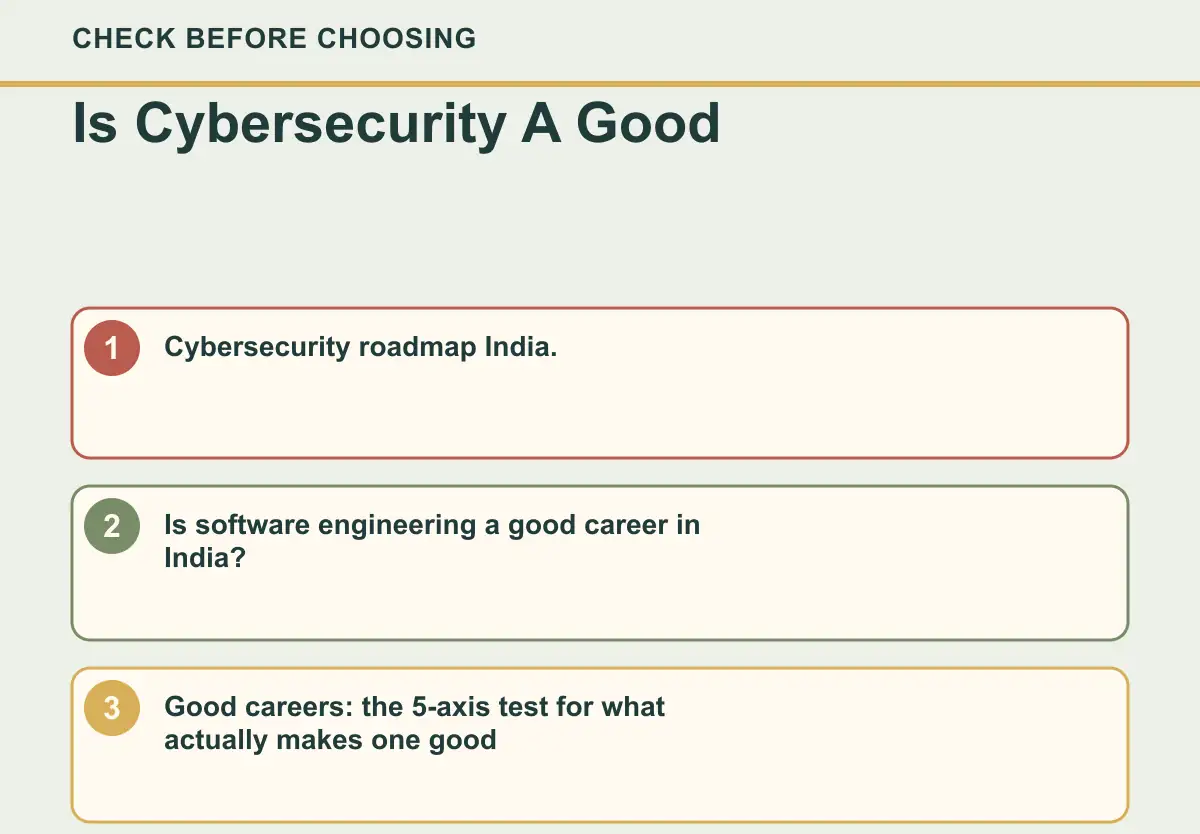 CHECK BEFORE CHOOSING
Is Cybersecurity A Good
1
Cybersecurity roadmap India.
2
Is software engineering a good career in
India?
3
Good careers: the 5-axis test for what
actually makes one good